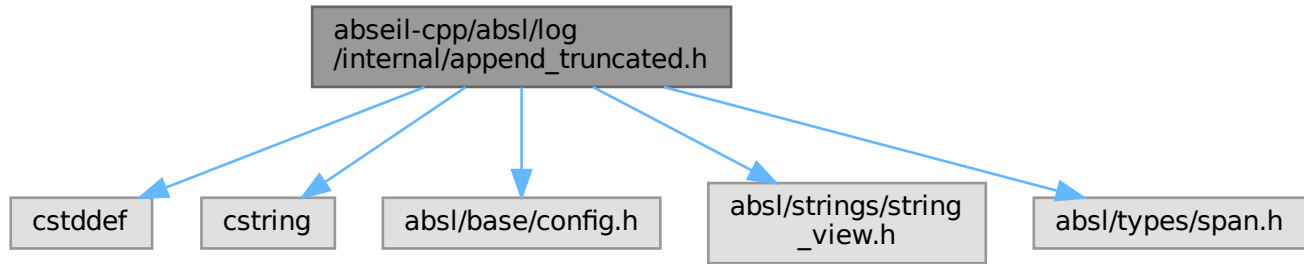 abseil-cpp/absl/log
/internal/append_truncated.h
cstddef
cstring
absl/base/config.h
absl/strings/string
_view.h
absl/types/span.h